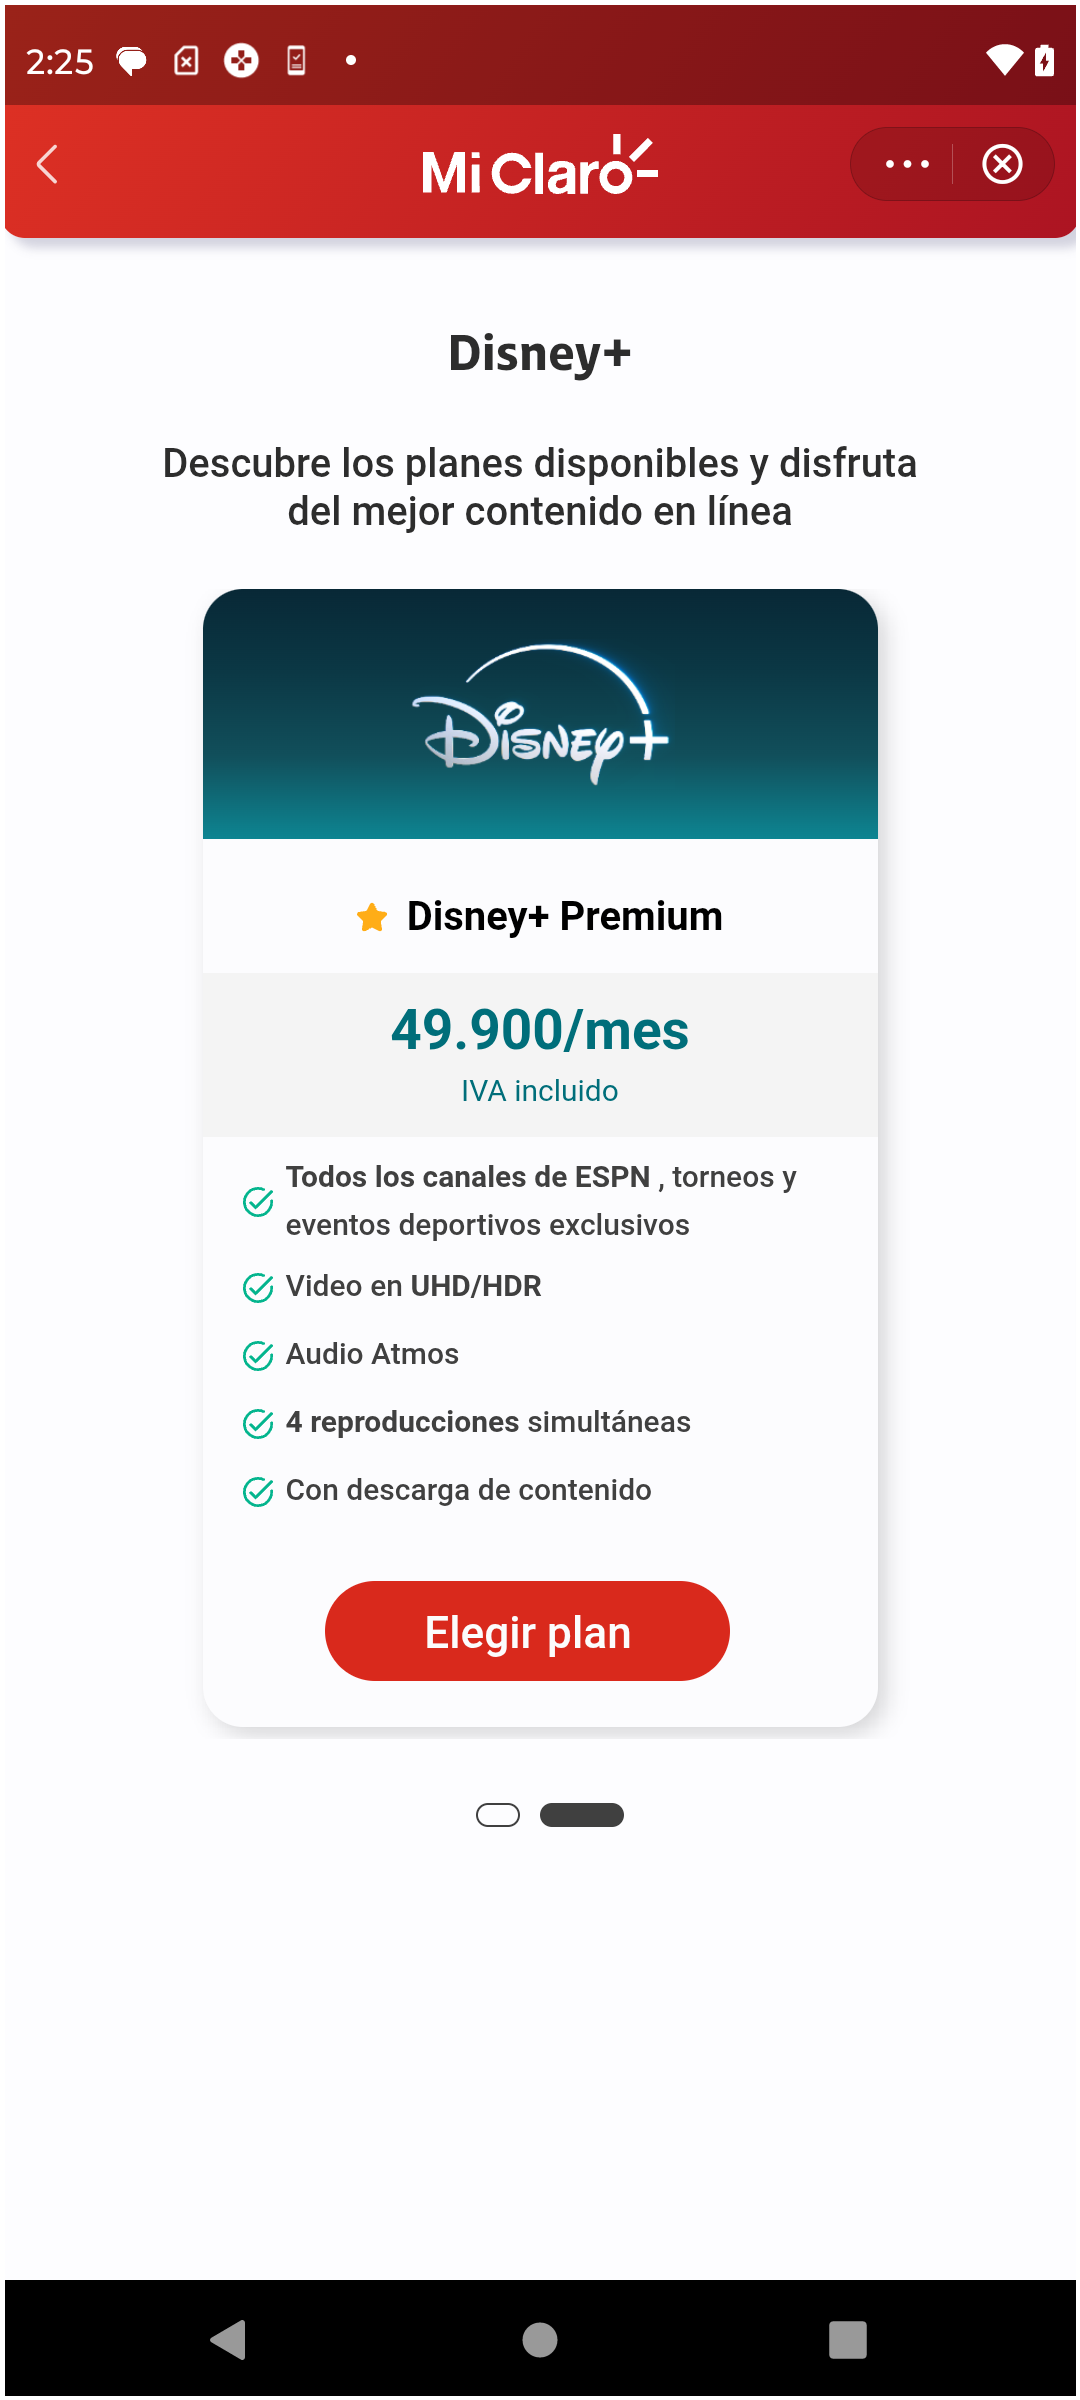 2:25
Mi Claro
Disney+
Descubre los planes disponibles y disfruta
del mejor contenido en línea
Disney+
Disney+ Premium
49.900/mes
IVA incluido
Todos los canales de ESPN , torneos y
eventos deportivos exclusivos
Video en UHD/HDR
Audio Atmos
4 reproducciones simultáneas
Con descarga de contenido
Elegir plan